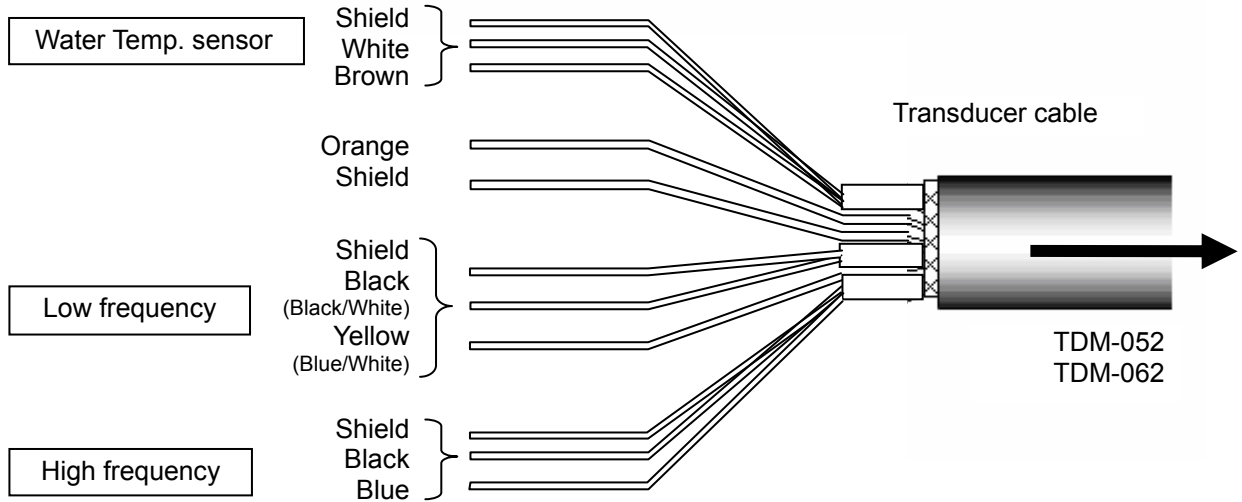 Water Temp. sensor
Shield
White
Brown
Transducer cable
Orange
Shield
Low frequency
Shield
Black
(Black/White)
Yellow
(Blue/White)
TDM-052
TDM-062
High frequency
Shield
Black
Blue